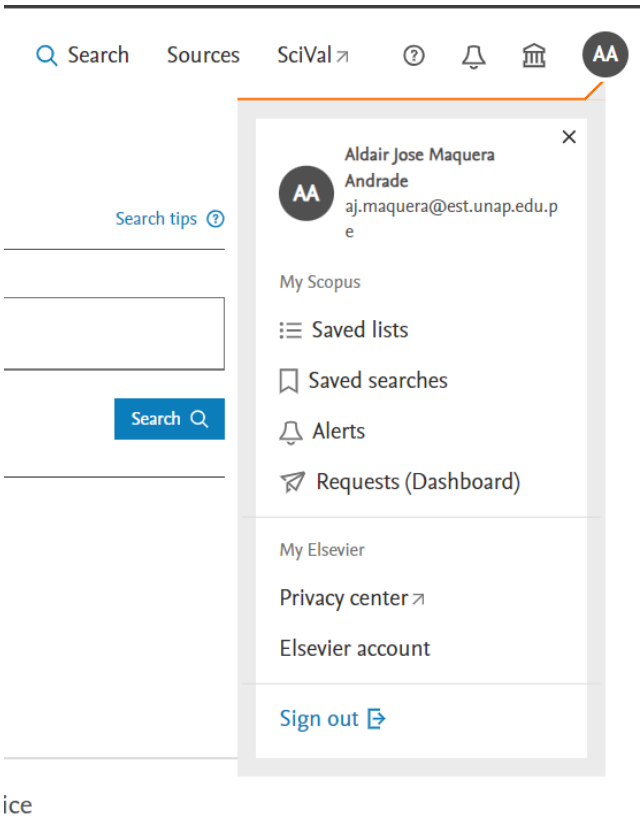 Search Sources SciVal AA
Search tips
Search
AA
Aldair Jose Maquera
Andrade
aj.maquera@est.unap.edu.p
e
My Scopus
Saved lists
Saved searches
Alerts
Requests (Dashboard)
My Elsevier
Privacy center
Elsevier account
Sign out
ice